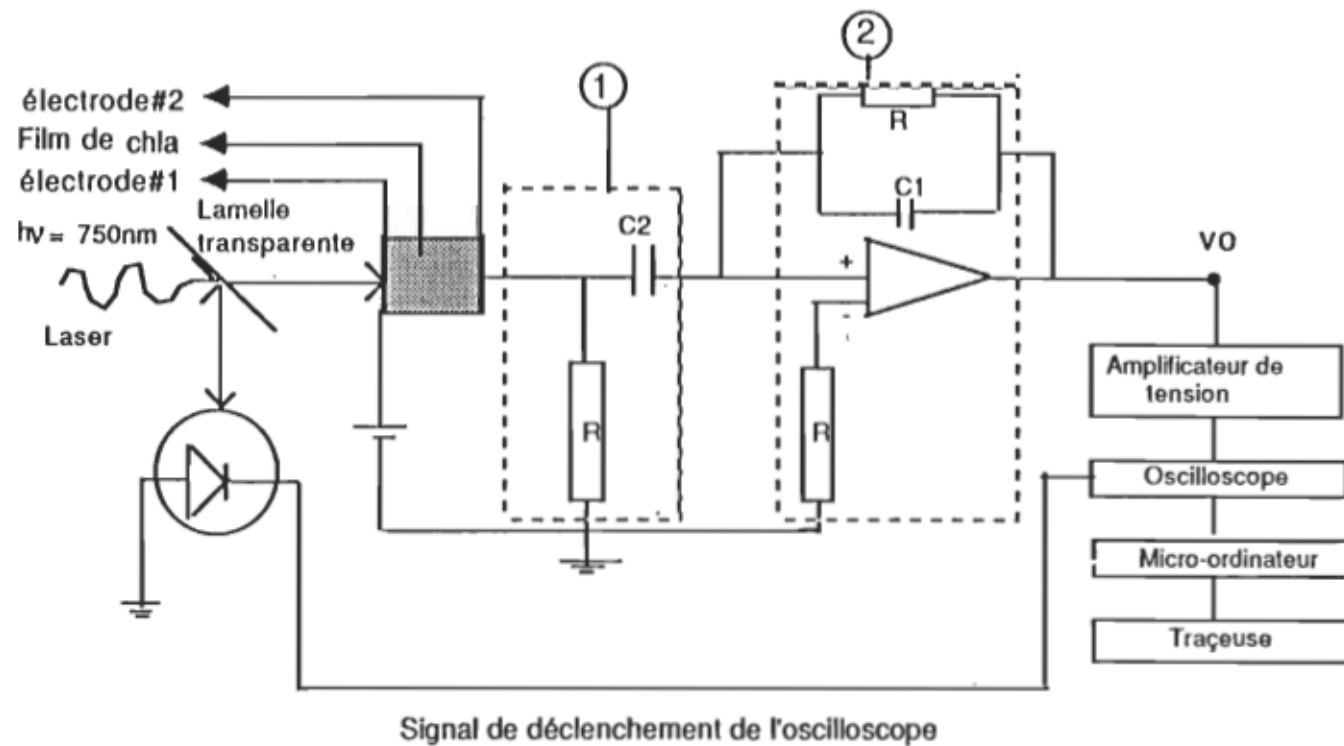 2
1
électrode#2
Film de chla
électrode#1
Lamelle
transparente
hν = 750nm
Laser
C2
R
R
C1
+
-
R
VO
Amplificateur de
tension
Oscilloscope
Micro-ordinateur
Traçeuse
Signal de déclenchement de l'oscilloscope